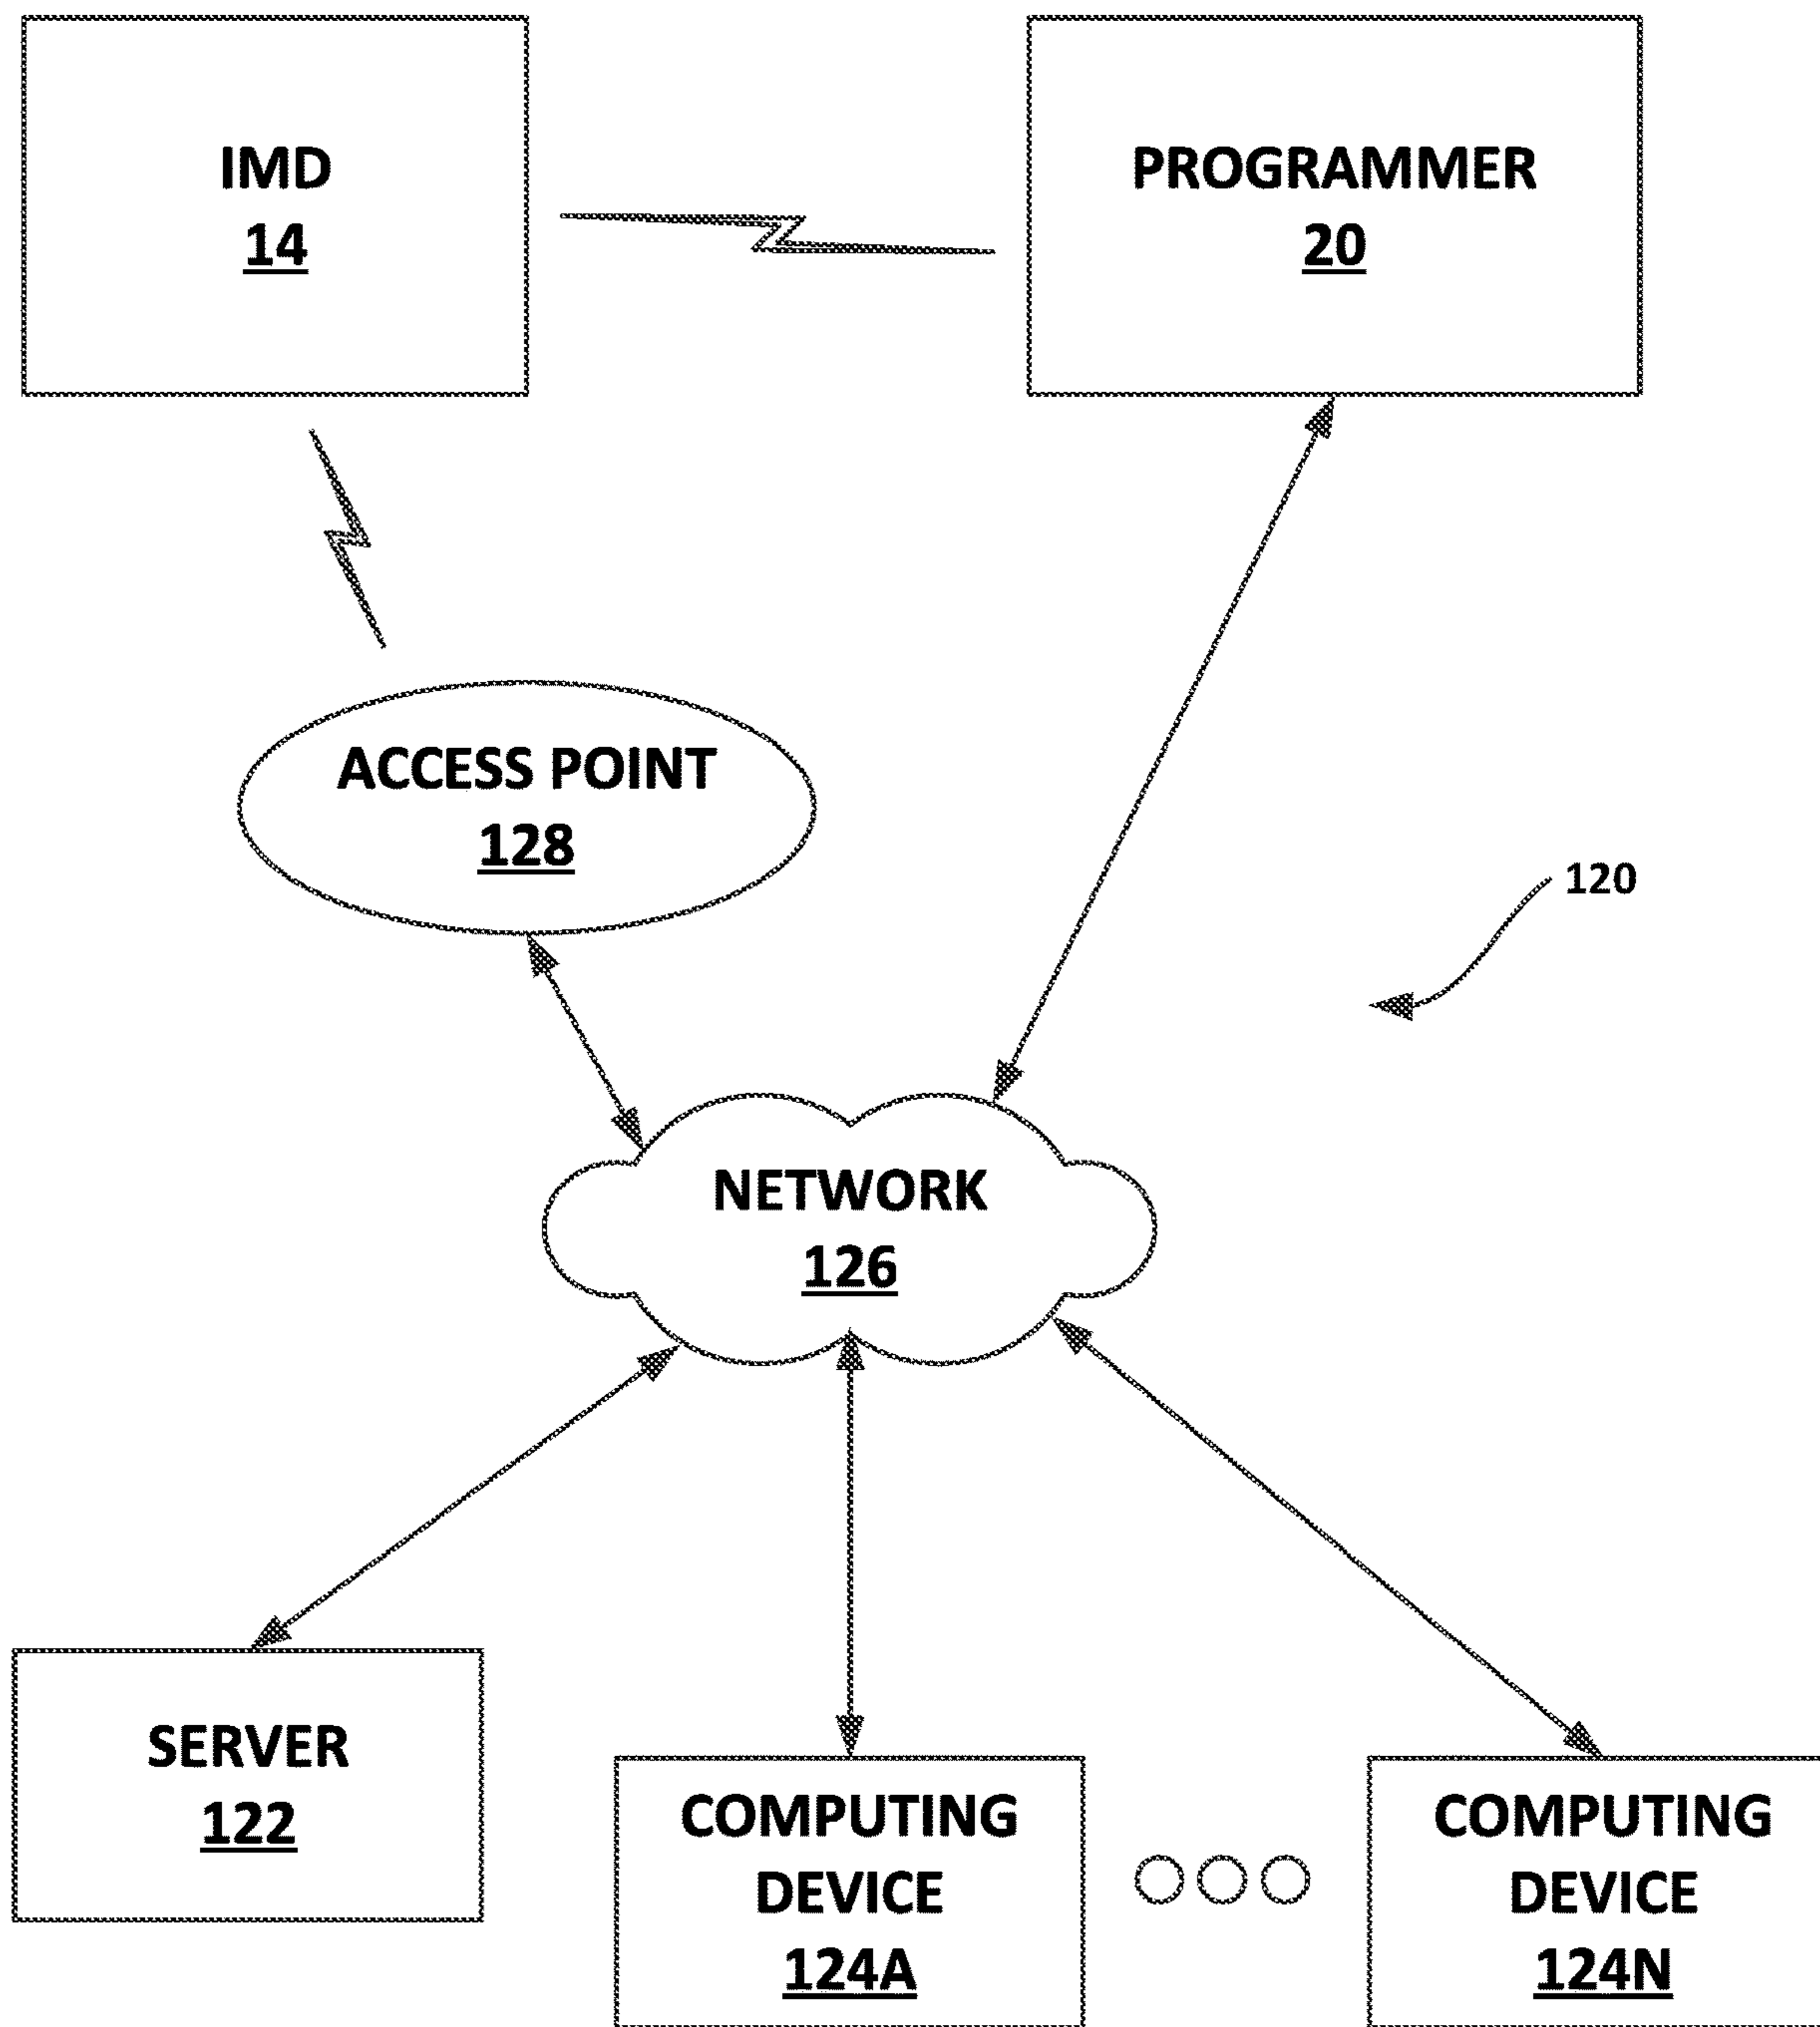 IMD
14
PROGRAMMER
20
ACCESS POINT
128
120
NETWORK
126
SERVER
122
COMPUTING
DEVICE
124A
COMPUTING
DEVICE
124N